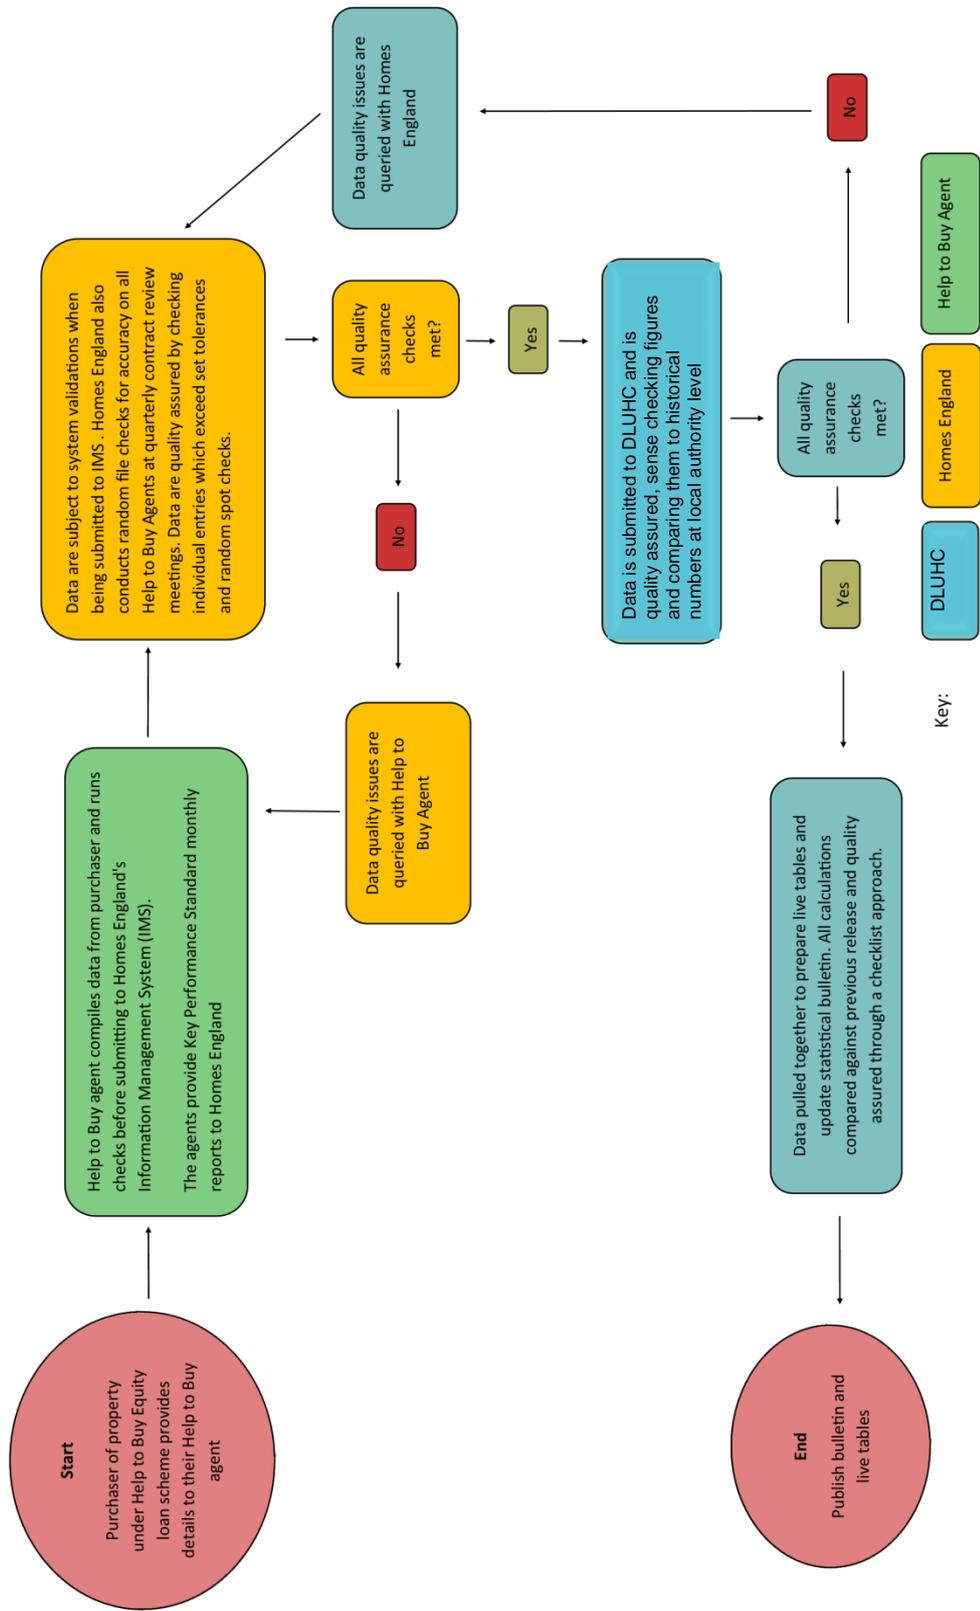 Start
Purchaser of property
under Help to Buy Equity
loan scheme provides
details to their Help to Buy
agent
Help to Buy agent compiles data from purchaser and runs
checks before submitting to Homes England's
Information Management System (IMS).
The agents provide Key Performance Standard monthly
reports to Homes England
Data are subject to system validations when
being submitted to IMS . Homes England also
conducts random file checks for accuracy on all
Help to Buy Agents at quarterly contract review
meetings. Data are quality assured by checking
individual entries which exceed set tolerances
and random spot checks.
Data quality issues are
queried with Help to
Buy Agent
No
All quality
assurance
checks
met?
Data quality issues are
queried with Homes
England
Yes
Data is submitted to DLUHC and is
quality assured, sense checking figures
and comparing them to historical
numbers at local authority level
End
Publish bulletin and
live tables
Data pulled together to prepare live tables and
update statistical bulletin. All calculations
compared against previous release and quality
assured through a checklist approach.
Yes
All quality
assurance
checks
met?
No
Key:
DLUHC
Homes England
Help to Buy Agent